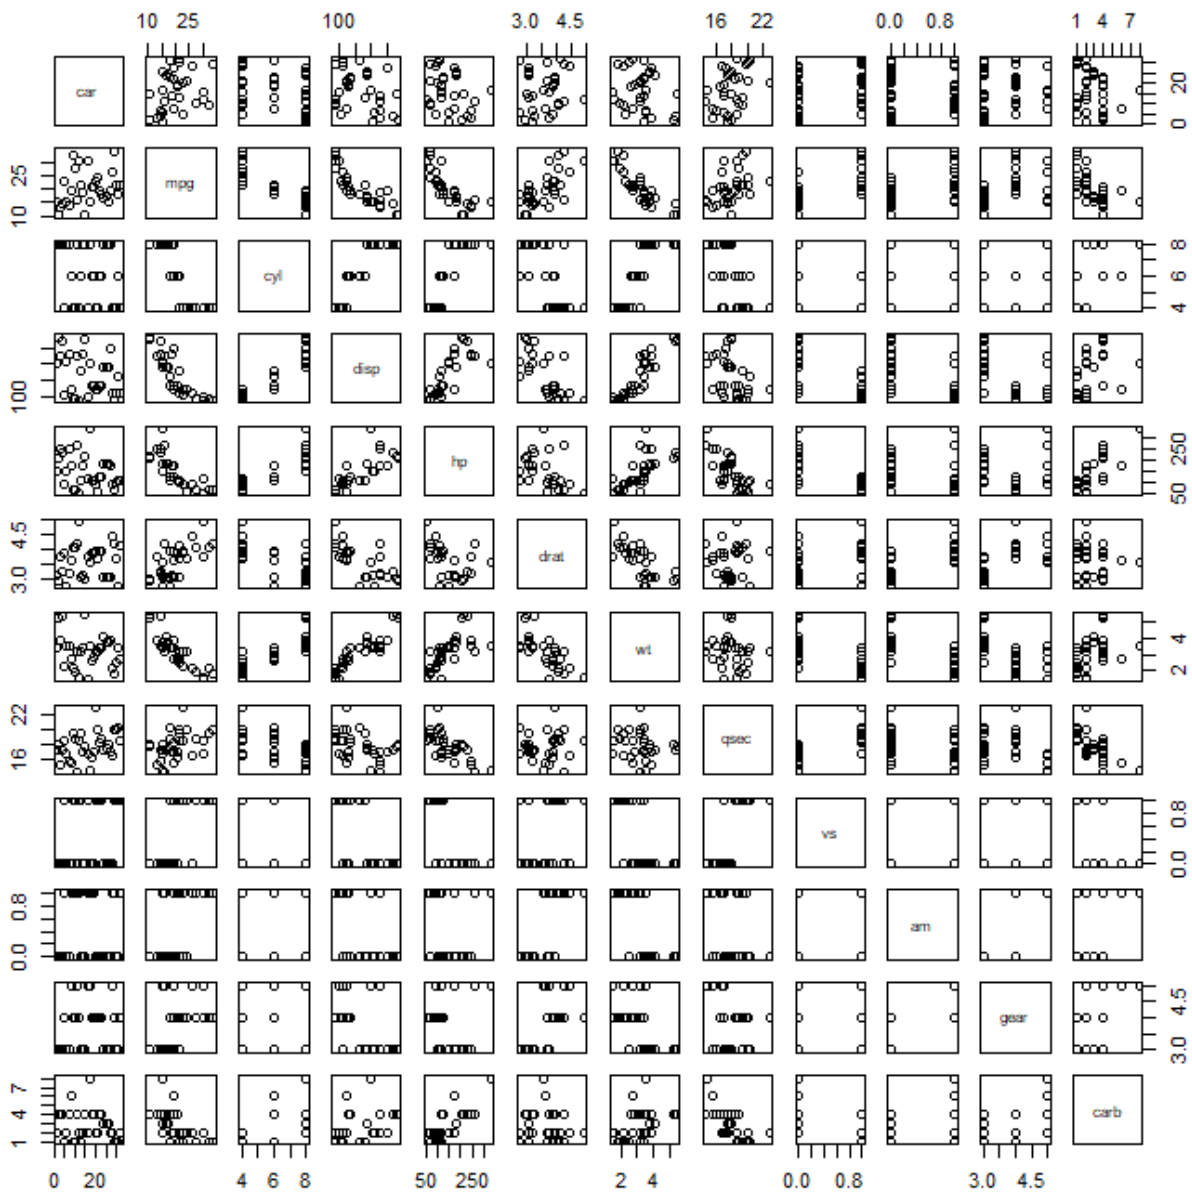 10 25 100 3.0 4.5 16 22 0.0 0.8 1 4 7
car 0 20
10 25 mpg
cyl 4 6 8
100 disp
hp 50 250
3.0 4.5 drat
wt 2 4
16 22 qsec
vs 0.0 0.8
0.0 0.8 am
gear 3.0 4.5
1 4 7 carb
0 20 4 6 8 50 250 2 4 0.0 0.8 3.0 4.5